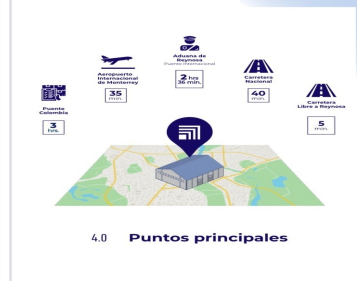 Aduana de
Reynosa
Puente Internacional
2 hrs
36 min.
Aeropuerto
Internacional
de Monterrey
35
min.
Carretera
Nacional
40
min.
Puente
Colombia
3
hrs.
Carretera
Libre a Reynosa
5
min.
4.0 Puntos principales